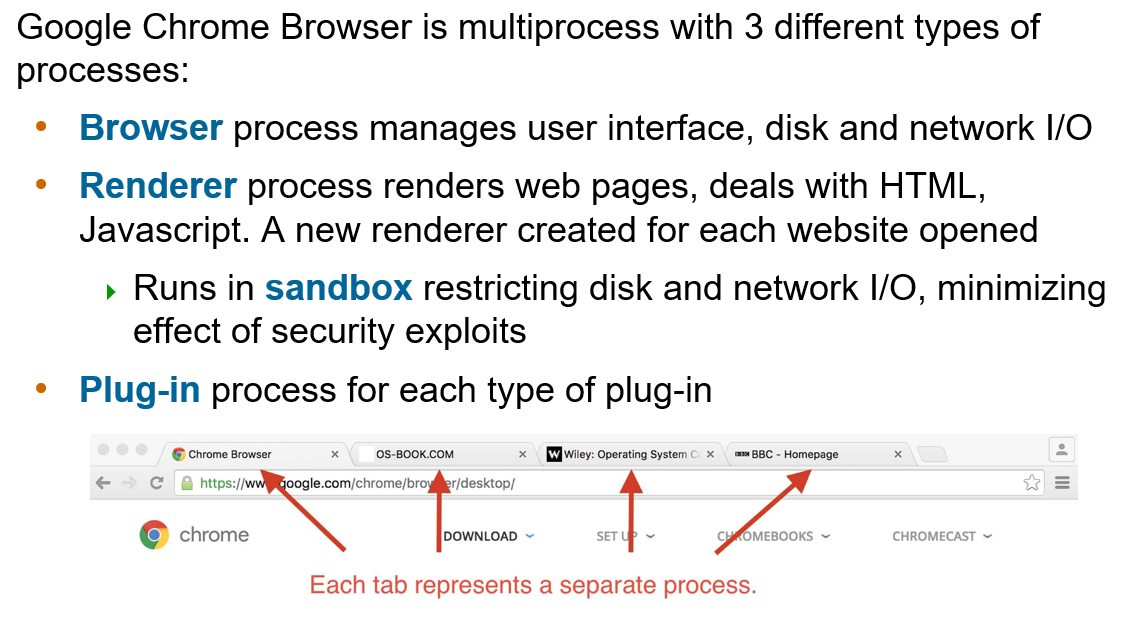 Google Chrome Browser is multiprocess with 3 different types of
processes:
• Browser process manages user interface, disk and network I/O
• Renderer process renders web pages, deals with HTML,
Javascript. A new renderer created for each website opened
Runs in sandbox restricting disk and network I/O, minimizing
effect of security exploits
• Plug-in process for each type of plug-in
Chrome Browser × OS-BOOK.COM × W Wiley: Operating System × BBC BBC - Homepage ×
https://www.google.com/chrome/browser/desktop/
chrome DOWNLOAD SET UP CHROMEBOOKS CHROMECAST
Each tab represents a separate process.